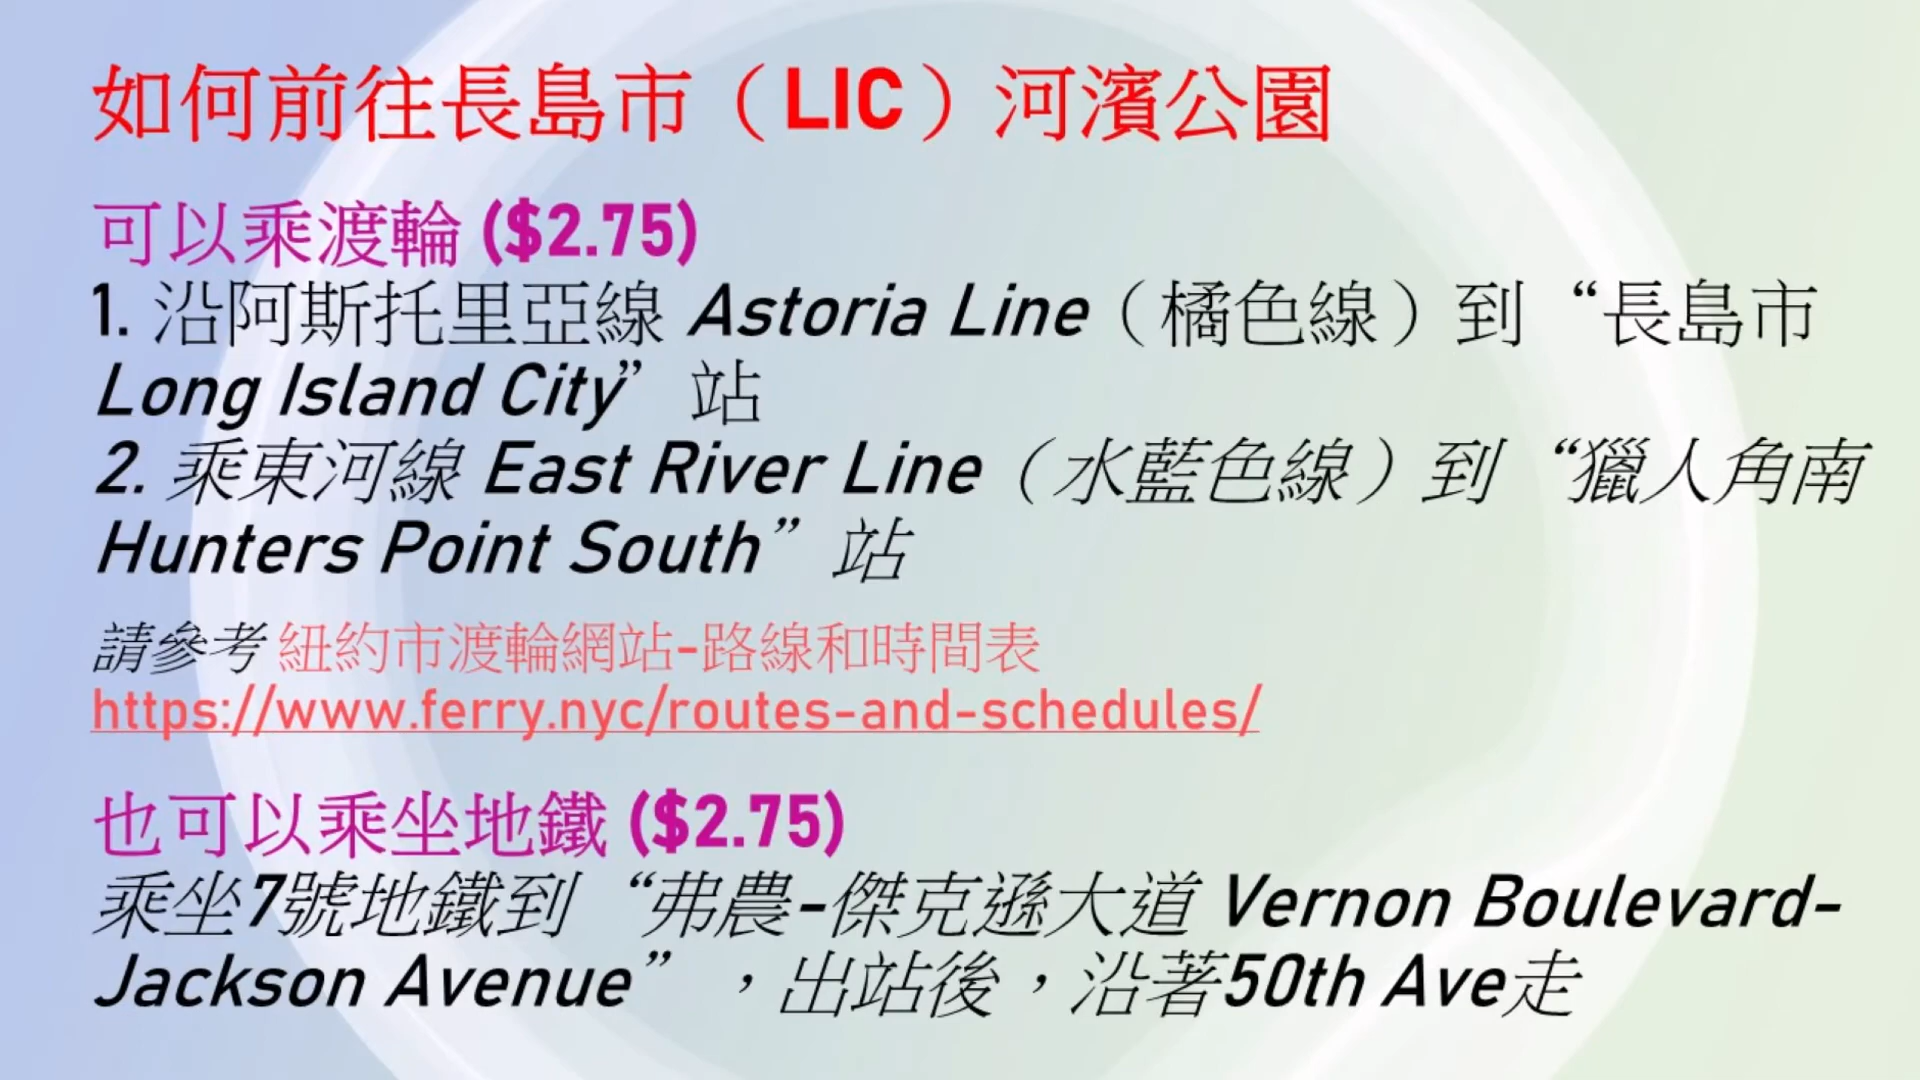 如何前往長島市（LIC）河濱公園
可以乘渡輪 ($2.75)
1. 沿阿斯托里亞線 Astoria Line（橘色線）到“長島市
Long Island City”站
2. 乘東河線 East River Line（水藍色線）到“獵人角南
Hunters Point South”站
請參考 紐約市渡輪網站-路線和時間表
https://www.ferry.nyc/routes-and-schedules/
也可以乘坐地鐵 ($2.75)
乘坐7號地鐵到“弗農-傑克遜大道 Vernon Boulevard-
Jackson Avenue”，出站後，沿著50th Ave走